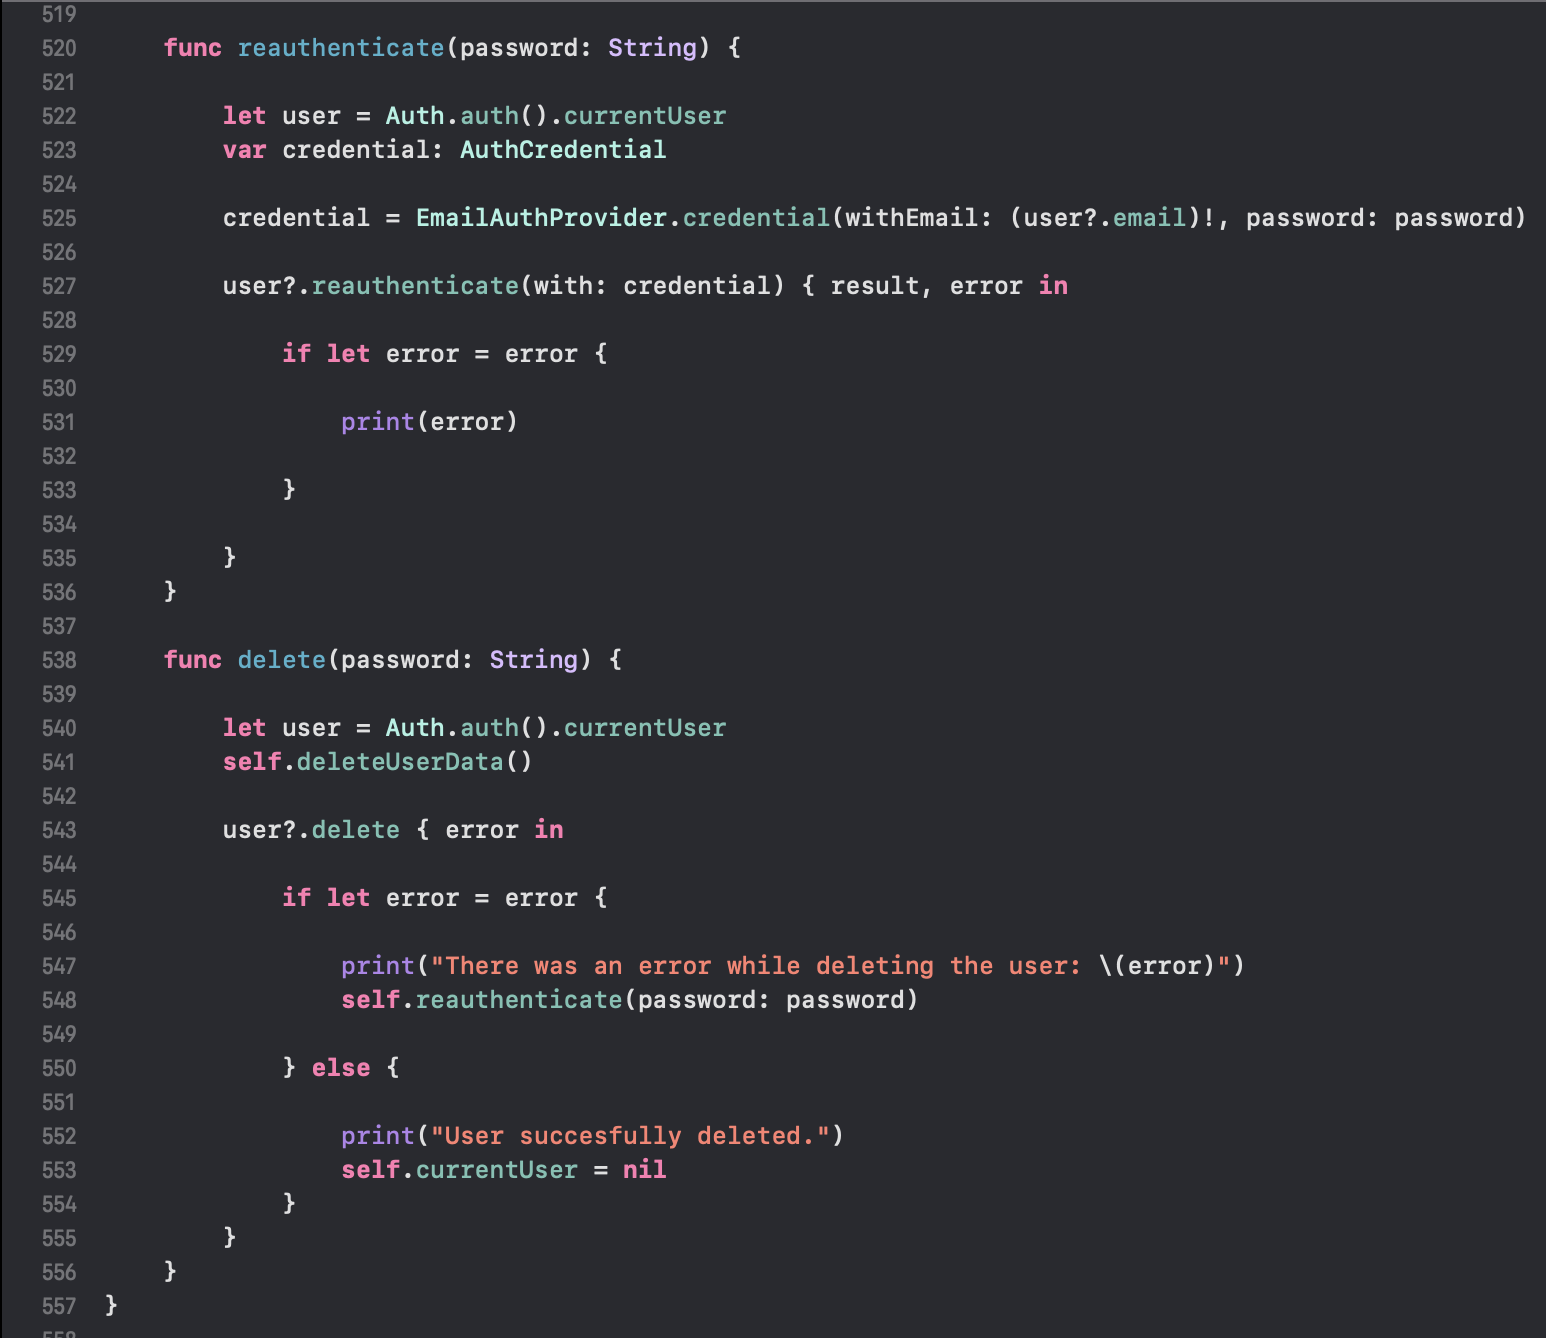 519
520 func reauthenticate(password: String) {
521
522 let user = Auth.auth().currentUser
523 var credential: AuthCredential
524
525 credential = EmailAuthProvider.credential(withEmail: (user?.email)!, password: password)
526
527 user?.reauthenticate(with: credential) { result, error in
528
529 if let error = error {
530
531 print(error)
532
533 }
534
535 }
536 }
537
538 func delete(password: String) {
539
540 let user = Auth.auth().currentUser
541 self.deleteUserData()
542
543 user?.delete { error in
544
545 if let error = error {
546
547 print("There was an error while deleting the user: \(error)")
548 self.reauthenticate(password: password)
549
550 } else {
551
552 print("User succesfully deleted.")
553 self.currentUser = nil
554 }
555 }
556 }
557 }
558